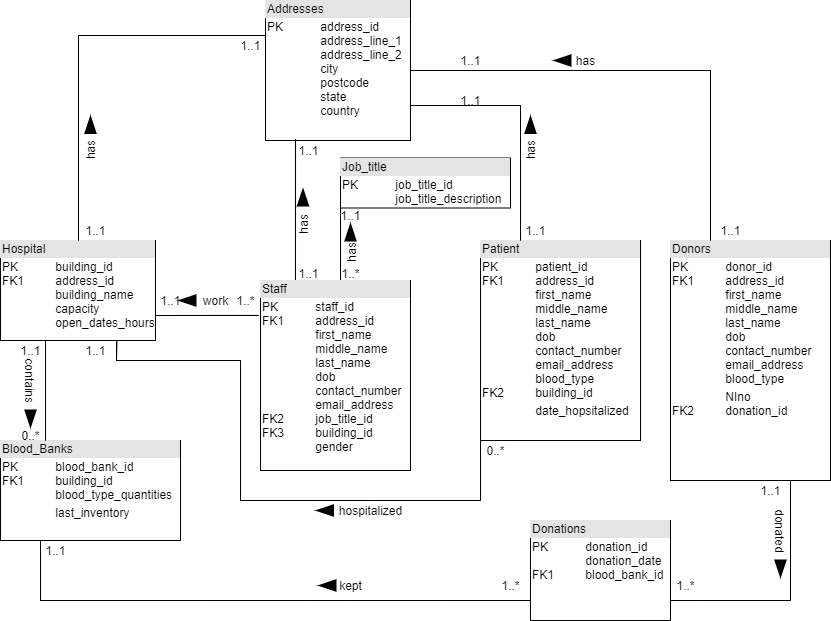 Addresses
PK address_id
address_line_1
address_line_2
city
postcode
state
country
1..1
1..1
has
1..1
has
has
1..1
has
1..1
Job_title
PK job_title_id
job_title_description
1..1
has
1..1
1..*
1..1
1..1
1..1
Hospital
PK building_id
FK1 address_id
building_name
capacity
open_dates_hours
1..1
work
1..*
Staff
PK staff_id
FK1 address_id
first_name
middle_name
last_name
dob
contact_number
email_address
FK2 job_title_id
FK3 building_id
gender
Patient
PK patient_id
FK1 address_id
first_name
middle_name
last_name
dob
contact_number
email_address
blood_type
FK2 building_id
date_hopsitalized
Donors
PK donor_id
FK1 address_id
first_name
middle_name
last_name
dob
contact_number
email_address
blood_type
NIno
FK2 donation_id
1..1
1..1
contains
0..*
0..*
Blood_Banks
PK blood_bank_id
FK1 building_id
blood_type_quantities
last_inventory
hospitalized
1..1
donated
1..1
Donations
PK donation_id
donation_date
FK1 blood_bank_id
kept
1..*
1..*